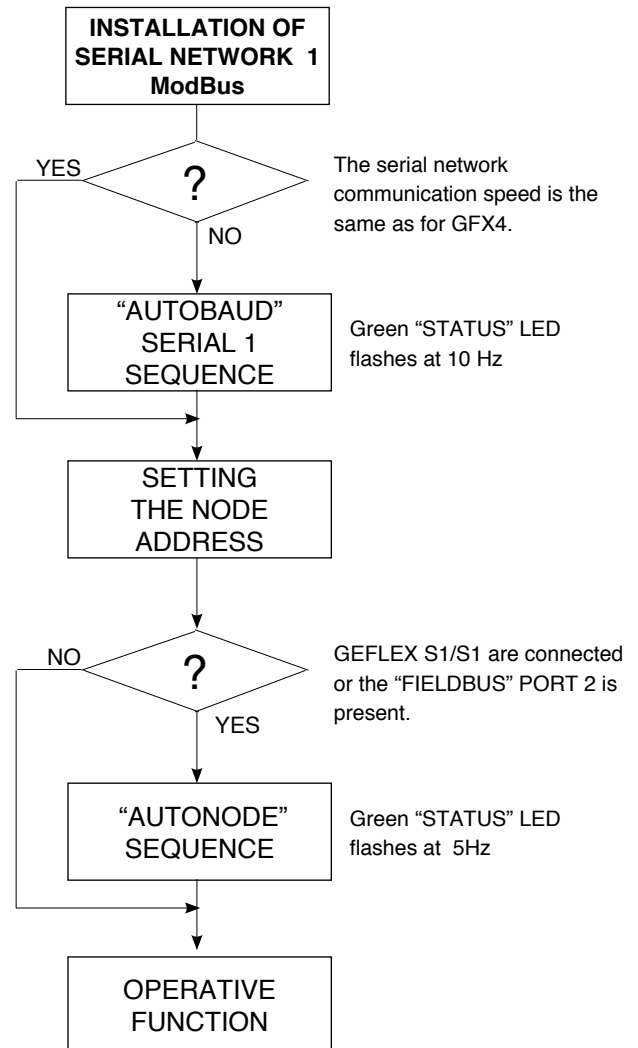 INSTALLATION OF
SERIAL NETWORK 1
ModBus
YES
?
The serial network
communication speed is the
same as for GFX4.
NO
“AUTOBAUD”
SERIAL 1
SEQUENCE
Green “STATUS” LED
flashes at 10 Hz
SETTING
THE NODE
ADDRESS
NO
?
GEFLEX S1/S1 are connected
or the “FIELDBUS” PORT 2 is
present.
YES
“AUTONODE”
SEQUENCE
Green “STATUS” LED
flashes at 5Hz
OPERATIVE
FUNCTION